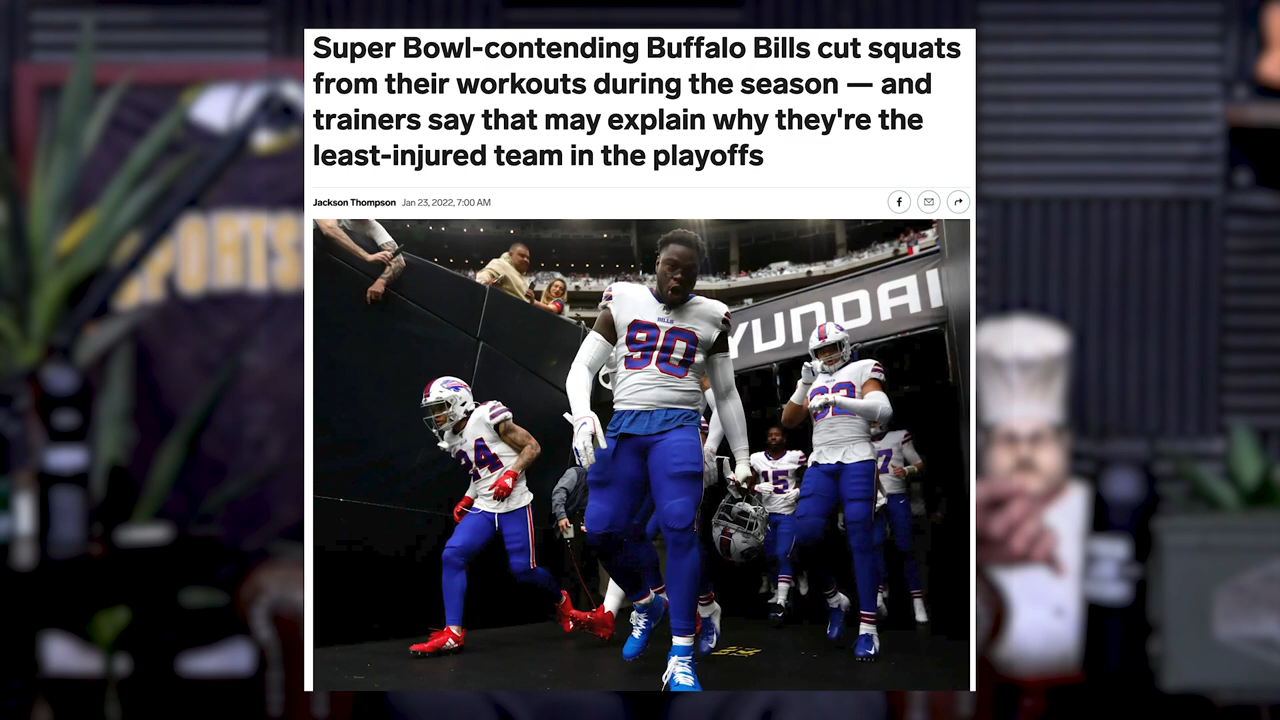 Super Bowl-contending Buffalo Bills cut squats
from their workouts during the season — and
trainers say that may explain why they're the
least-injured team in the playoffs
Jackson Thompson Jan 23, 2022, 7:00 AM
SPORTS
YUNDAI
BILLS
90
24
15
7